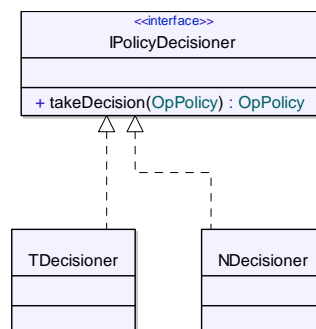 <<interface>>
IPolicyDecisioner
+ takeDecision(OpPolicy) : OpPolicy
TDecisioner
NDecisioner